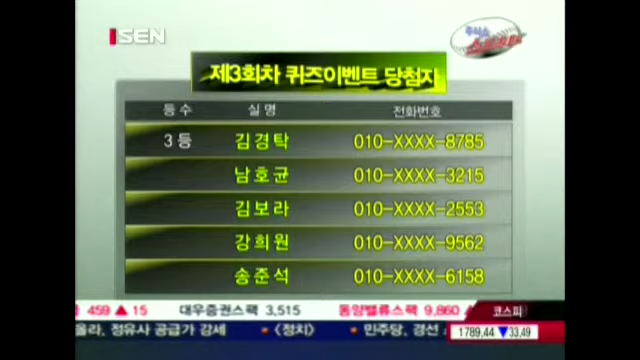 iSEN
제3회차 퀴즈이벤트 당첨자
등 수 실 명 전화번호
3 등 김경탁 010-XXXX-8785
남호균 010-XXXX-3215
김보라 010-XXXX-2553
강희원 010-XXXX-9562
송준석 010-XXXX-6158
459 ▲ 15 대우증권스팩 3,515 동양밸류스팩 9,860 코스피
올라, 정유사 공급가 강세 《정치》 민주당, 경선 1789,44 ▼33,49